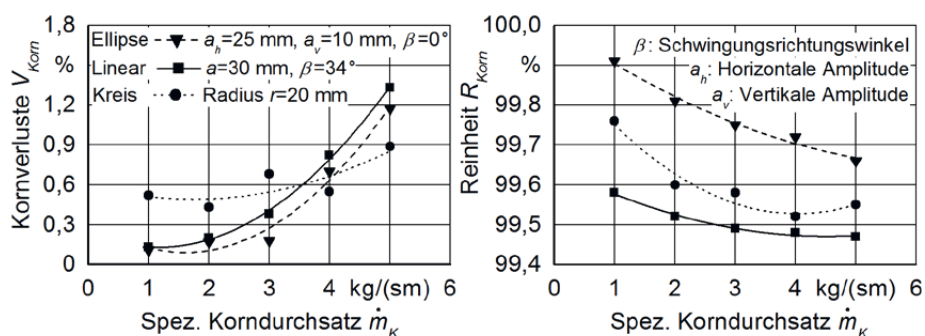 Kornverluste V_Korn
1,8
%
1,2
0,9
0,6
0,3
0
Ellipse a_h=25 mm, a_v=10 mm, β=0°
Linear a=30 mm, β=34°
Kreis Radius r=20 mm
0 1 2 3 4 kg/(sm) 6
Spez. Korndurchsatz ṁ_K
Reinheit R_Korn
100,0
%
99,8
99,7
99,6
99,5
99,4
β: Schwingungsrichtungswinkel
a_h: Horizontale Amplitude
a_v: Vertikale Amplitude
0 1 2 3 4 kg/(sm) 6
Spez. Korndurchsatz ṁ_K